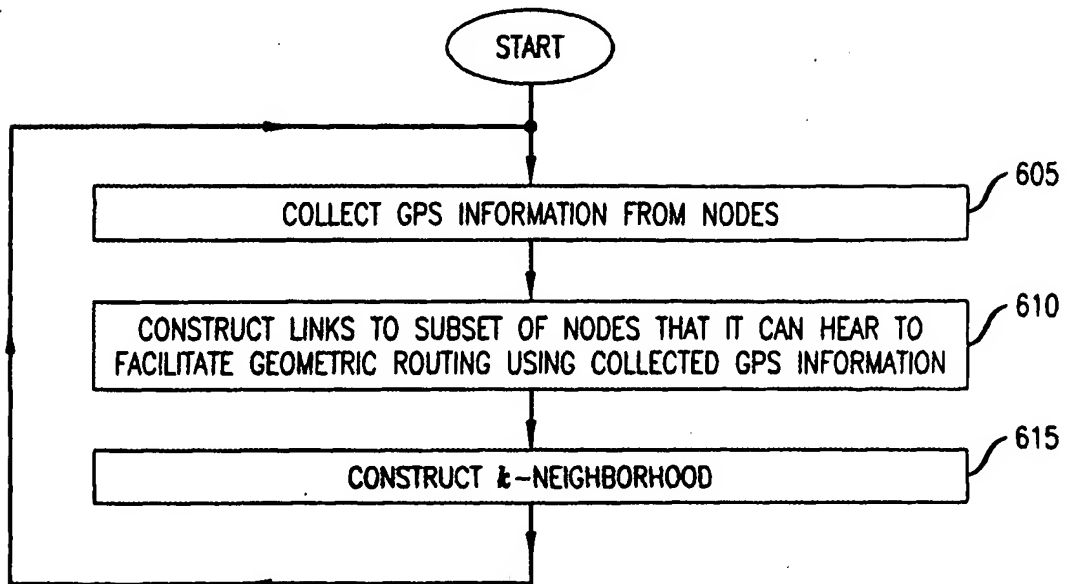 START
605
COLLECT GPS INFORMATION FROM NODES
610
CONSTRUCT LINKS TO SUBSET OF NODES THAT IT CAN HEAR TO
FACILITATE GEOMETRIC ROUTING USING COLLECTED GPS INFORMATION
615
CONSTRUCT k-NEIGHBORHOOD